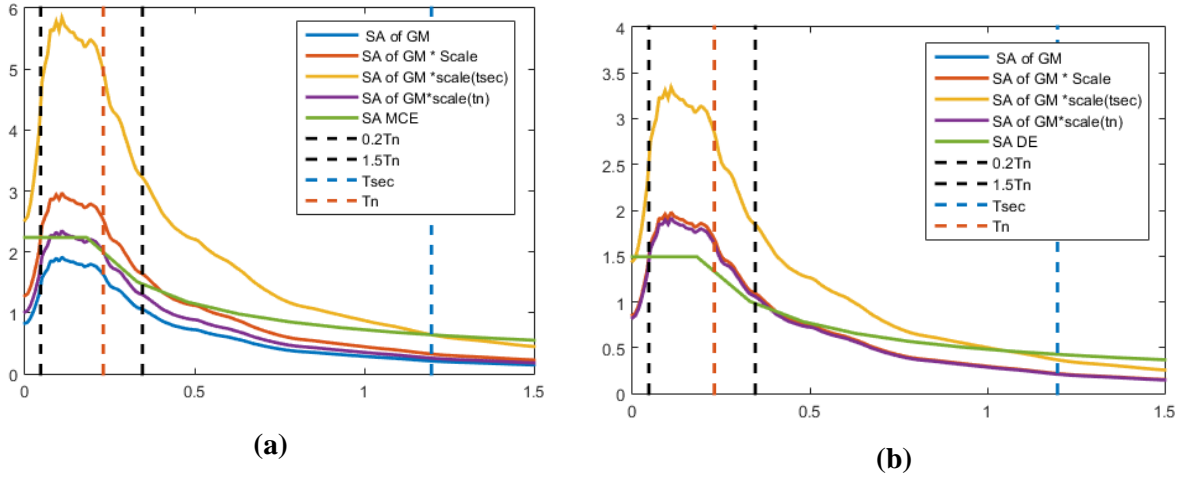 6
5
4
3
2
1
0
0
0.5
1
1.5
SA of GM
SA of GM * Scale
SA of GM *scale(tsec)
SA of GM*scale(tn)
SA MCE
0.2Tn
1.5Tn
Tsec
Tn
(a)
4
3.5
3
2.5
2
1.5
1
0.5
0
0
0.5
1
1.5
SA of GM
SA of GM * Scale
SA of GM *scale(tsec)
SA of GM*scale(tn)
SA DE
0.2Tn
1.5Tn
Tsec
Tn
(b)